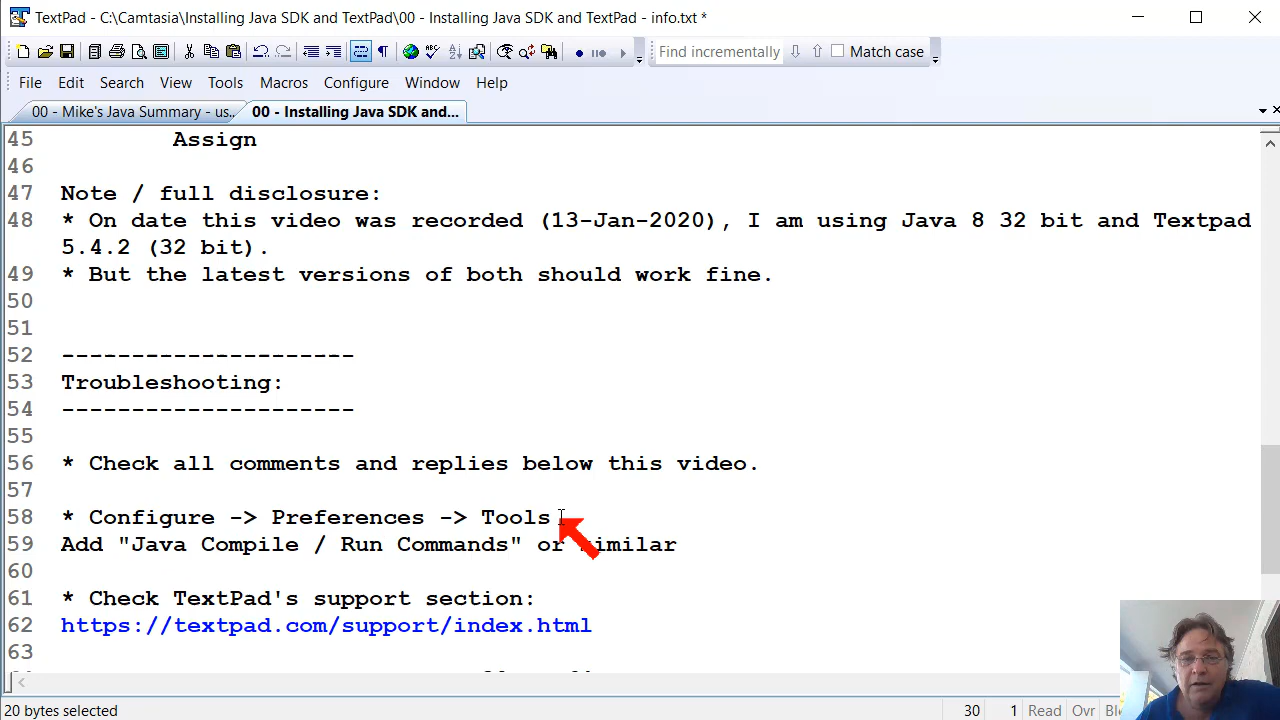 TextPad - C:\Camtasia\Installing Java SDK and TextPad\00 - Installing Java SDK and TextPad - info.txt *
Find incrementally
Match case
File Edit Search View Tools Macros Configure Window Help
00 - Mike's Java Summary - us... 00 - Installing Java SDK and...
45 Assign
46
47 Note / full disclosure:
48 * On date this video was recorded (13-Jan-2020), I am using Java 8 32 bit and Textpad
5.4.2 (32 bit).
49 * But the latest versions of both should work fine.
50
51
52 ---------------------
53 Troubleshooting:
54 ---------------------
55
56 * Check all comments and replies below this video.
57
58 * Configure -> Preferences -> Tools
59 Add "Java Compile / Run Commands" or similar
60
61 * Check TextPad's support section:
62 https://textpad.com/support/index.html
63
20 bytes selected 30 1 Read Ovr